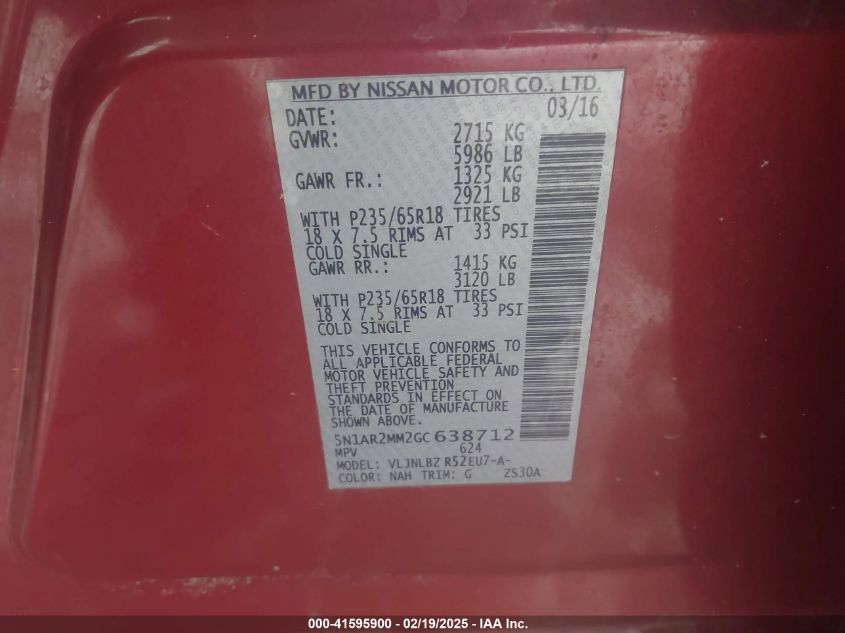 MFD BY NISSAN MOTOR CO., LTD.
DATE: 03/16
GVWR: 2715 KG
5986 LB
GAWR FR.: 1325 KG
2921 LB
WITH P235/65R18 TIRES
18 X 7.5 RIMS AT 33 PSI
COLD SINGLE
GAWR RR.: 1415 KG
3120 LB
WITH P235/65R18 TIRES
18 X 7.5 RIMS AT 33 PSI
COLD SINGLE
THIS VEHICLE CONFORMS TO
ALL APPLICABLE FEDERAL
MOTOR VEHICLE SAFETY AND
THEFT PREVENTION
STANDARDS IN EFFECT ON
THE DATE OF MANUFACTURE
SHOWN ABOVE.
5N1AR2MM2GC 638712
MPV 624
MODEL: VLJNLBZ R52EU7-A-
COLOR: NAH TRIM: G ZS30A
000-41595900 - 02/19/2025 - IAA Inc.